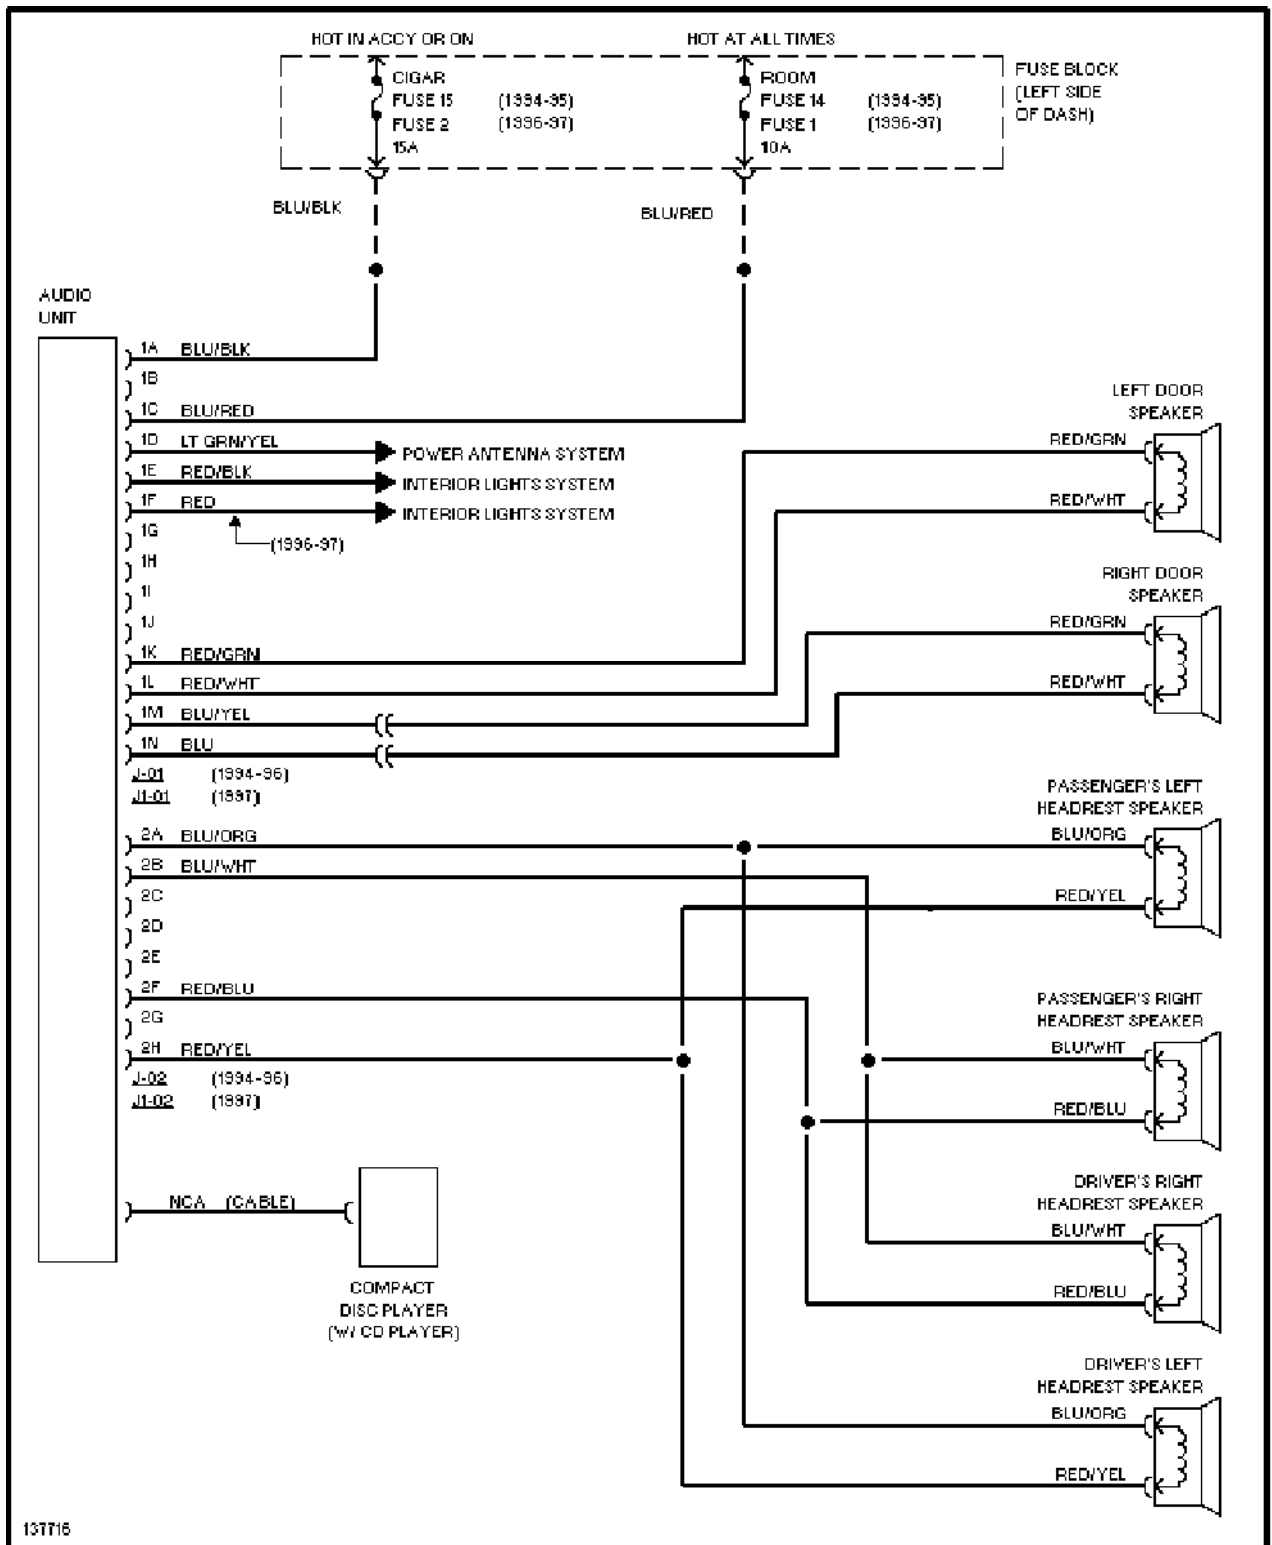 HOT IN ACCY OR ON
HOT AT ALL TIMES
CIGAR
FUSE 15 (1994-95)
FUSE 2 (1996-97)
15A
ROOM
FUSE 14 (1994-95)
FUSE 1 (1996-97)
10A
FUSE BLOCK
(LEFT SIDE
OF DASH)
BLU/BLK
BLU/RED
AUDIO
UNIT
1A BLU/BLK
1B
1C BLU/RED
1D LT GRN/YEL
POWER ANTENNA SYSTEM
1E RED/BLK
INTERIOR LIGHTS SYSTEM
1F RED
INTERIOR LIGHTS SYSTEM
(1996-97)
1G
1H
1I
1J
1K RED/GRN
1L RED/WHT
1M BLU/YEL
1N BLU
J-01 (1994-96)
J1-01 (1997)
2A BLU/ORG
2B BLU/WHT
2C
2D
2E
2F RED/BLU
2G
2H RED/YEL
J-02 (1994-96)
J1-02 (1997)
NCA (CABLE)
COMPACT
DISC PLAYER
(W/ CD PLAYER)
LEFT DOOR
SPEAKER
RED/GRN
RED/WHT
RIGHT DOOR
SPEAKER
RED/GRN
RED/WHT
PASSENGER'S LEFT
HEADREST SPEAKER
BLU/ORG
RED/YEL
PASSENGER'S RIGHT
HEADREST SPEAKER
BLU/WHT
RED/BLU
DRIVER'S RIGHT
HEADREST SPEAKER
BLU/WHT
RED/BLU
DRIVER'S LEFT
HEADREST SPEAKER
BLU/ORG
RED/YEL
137716